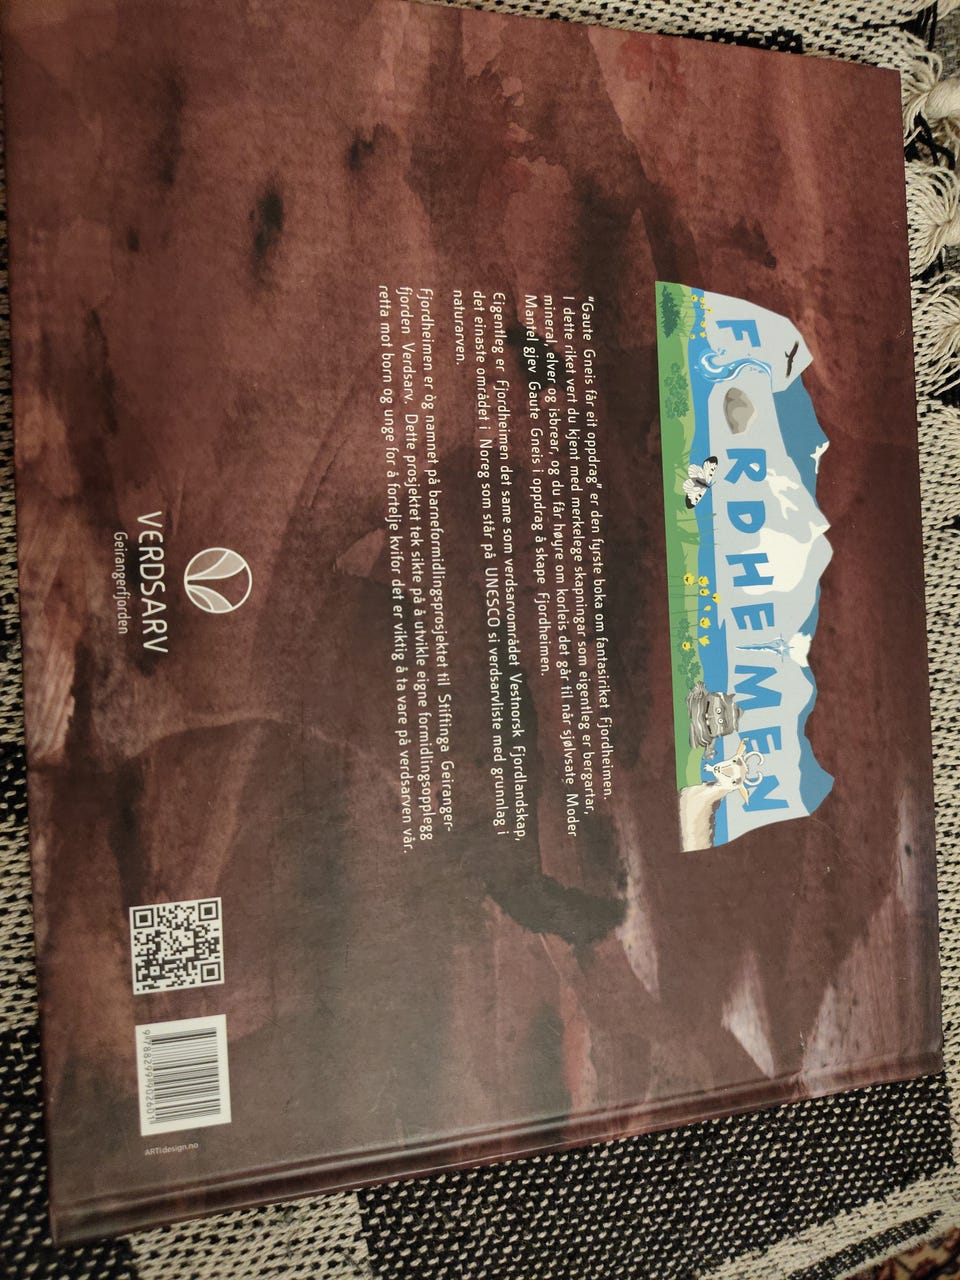 FJORDHEIMEN
"Gaute Gneis får eit oppdrag" er den fyrste boka om fantasiriket Fjordheimen.
I dette riket vert du kjent med merkelege skapningar som eigentleg er bergartar,
mineral, elver og isbrear, og du får høyre om korleis det går til når sjølvsate Moder
Mantel gjev Gaute Gneis i oppdrag å skape Fjordheimen.
Eigentleg er Fjordheimen det same som verdsarvområdet Vestnorsk Fjordlandskap,
det einaste området i Noreg som står på UNESCO si verdsarvliste med grunnlag i
naturarven.
Fjordheimen er òg namnet på barneformidlingsprosjektet til Stiftinga Geiranger-
fjorden Verdsarv. Dette prosjektet tek sikte på å utvikle eigne formidlingsopplegg
retta mot born og unge for å fortelje kvifor det er viktig å ta vare på verdsarven vår.
VERDSARV
Geirangerfjorden
9 788299 902601
ARTidesign.no